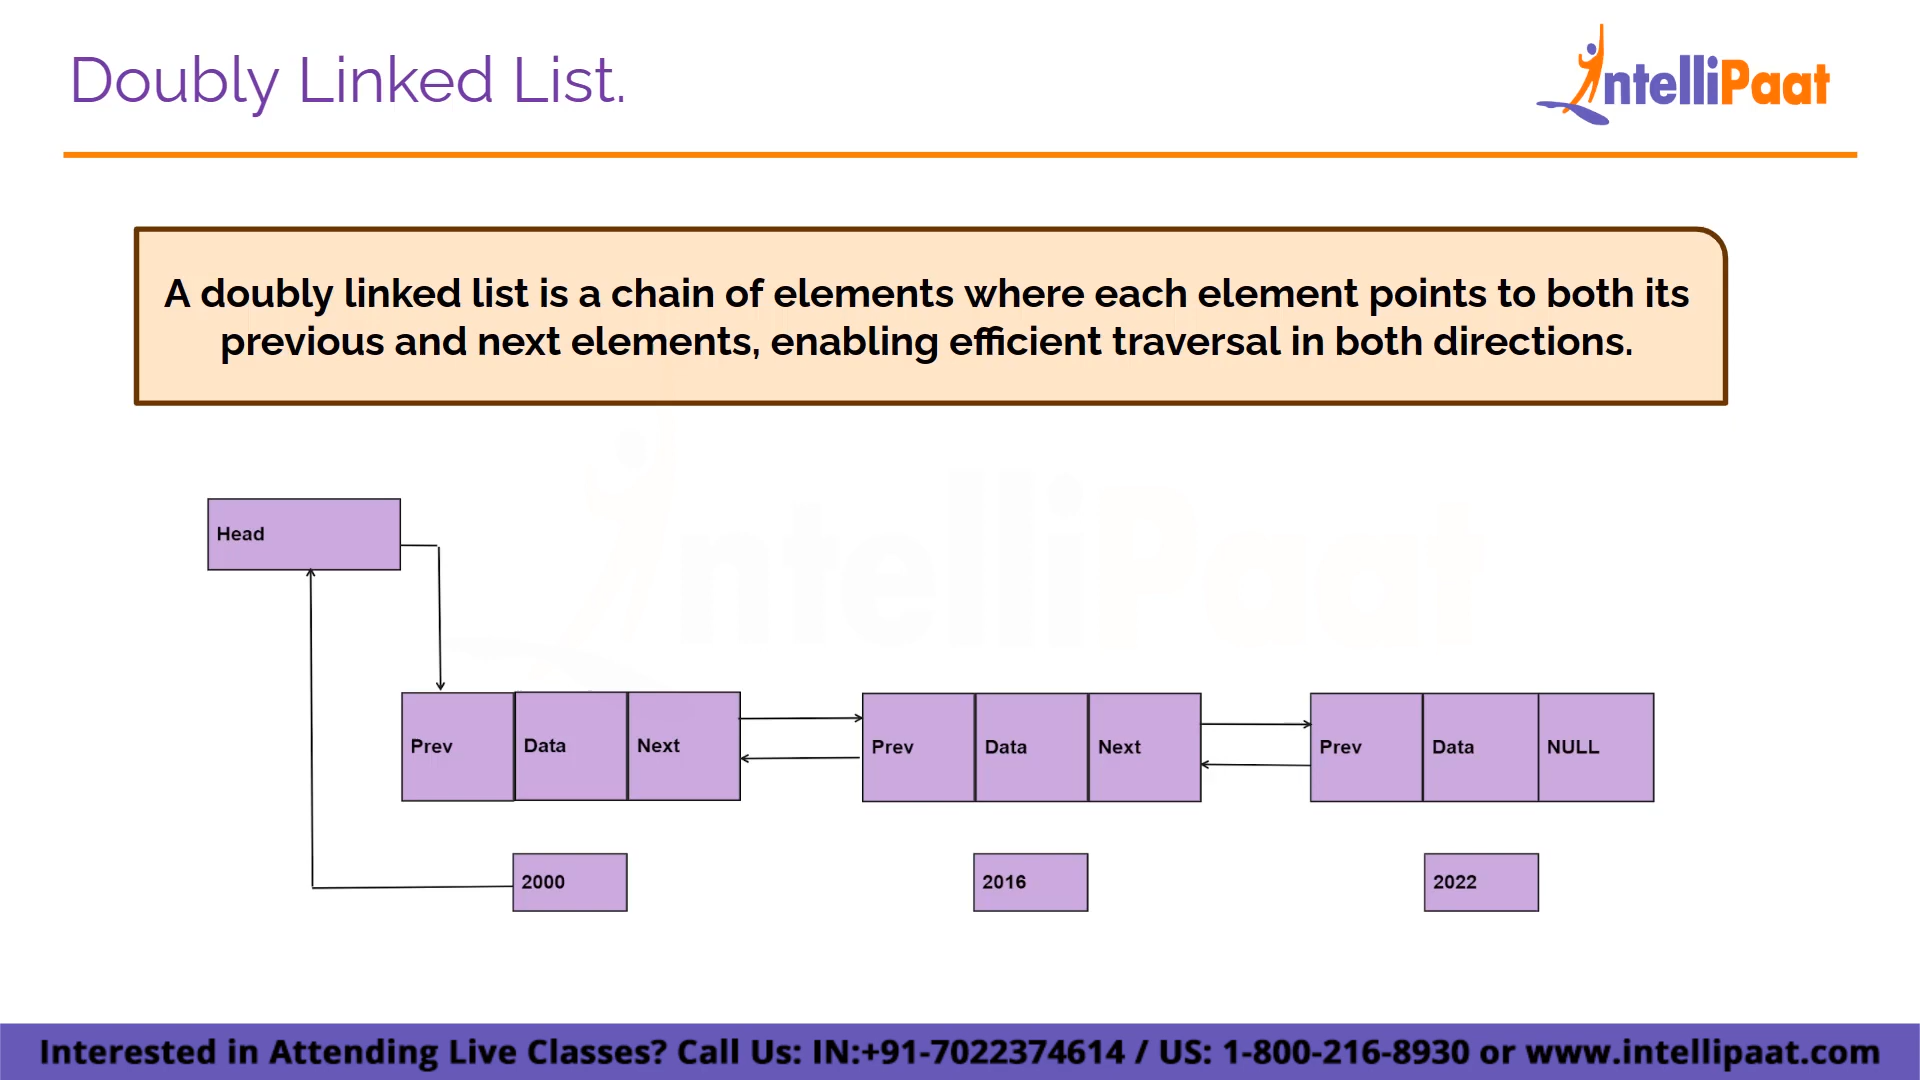 Doubly Linked List.
IntelliPaat
A doubly linked list is a chain of elements where each element points to both its
previous and next elements, enabling efficient traversal in both directions.
IntelliPaat
Head
Prev Data Next Prev Data Next Prev Data NULL
2000 2016 2022
Interested in Attending Live Classes? Call Us: IN:+91-7022374614 / US: 1-800-216-8930 or www.intellipaat.com